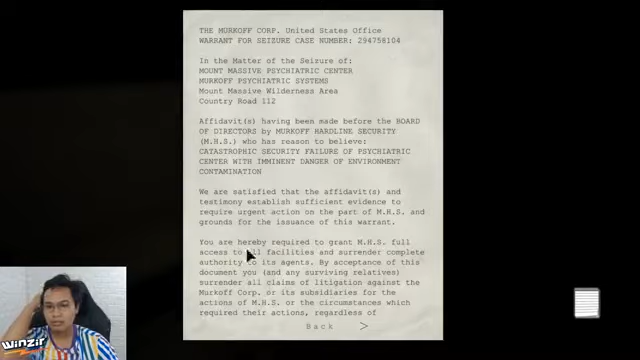 THE MURKOFF CORP. United States Office
WARRANT FOR SEIZURE CASE NUMBER: 294758104
In the Matter of the Seizure of:
MOUNT MASSIVE PSYCHIATRIC CENTER
MURKOFF PSYCHIATRIC SYSTEMS
Mount Massive Wilderness Area
Country Road 112
Affidavit(s) having been made before the BOARD
OF DIRECTORS by MURKOFF HARDLINE SECURITY
(M.H.S.) who has reason to believe:
CATASTROPHIC SECURITY FAILURE OF PSYCHIATRIC
CENTER WITH IMMINENT DANGER OF ENVIRONMENT
CONTAMINATION
We are satisfied that the affidavit(s) and
testimony establish sufficient evidence to
require urgent action on the part of M.H.S. and
grounds for the issuance of this warrant.
You are hereby required to grant M.H.S. full
access to all facilities and surrender complete
authority to its agents. By acceptance of this
document you (and any surviving relatives)
surrender all claims of litigation against the
Murkoff Corp. or its subsidiaries for the
actions of M.H.S. or the circumstances which
required their actions, regardless of
Back >
WINZIR